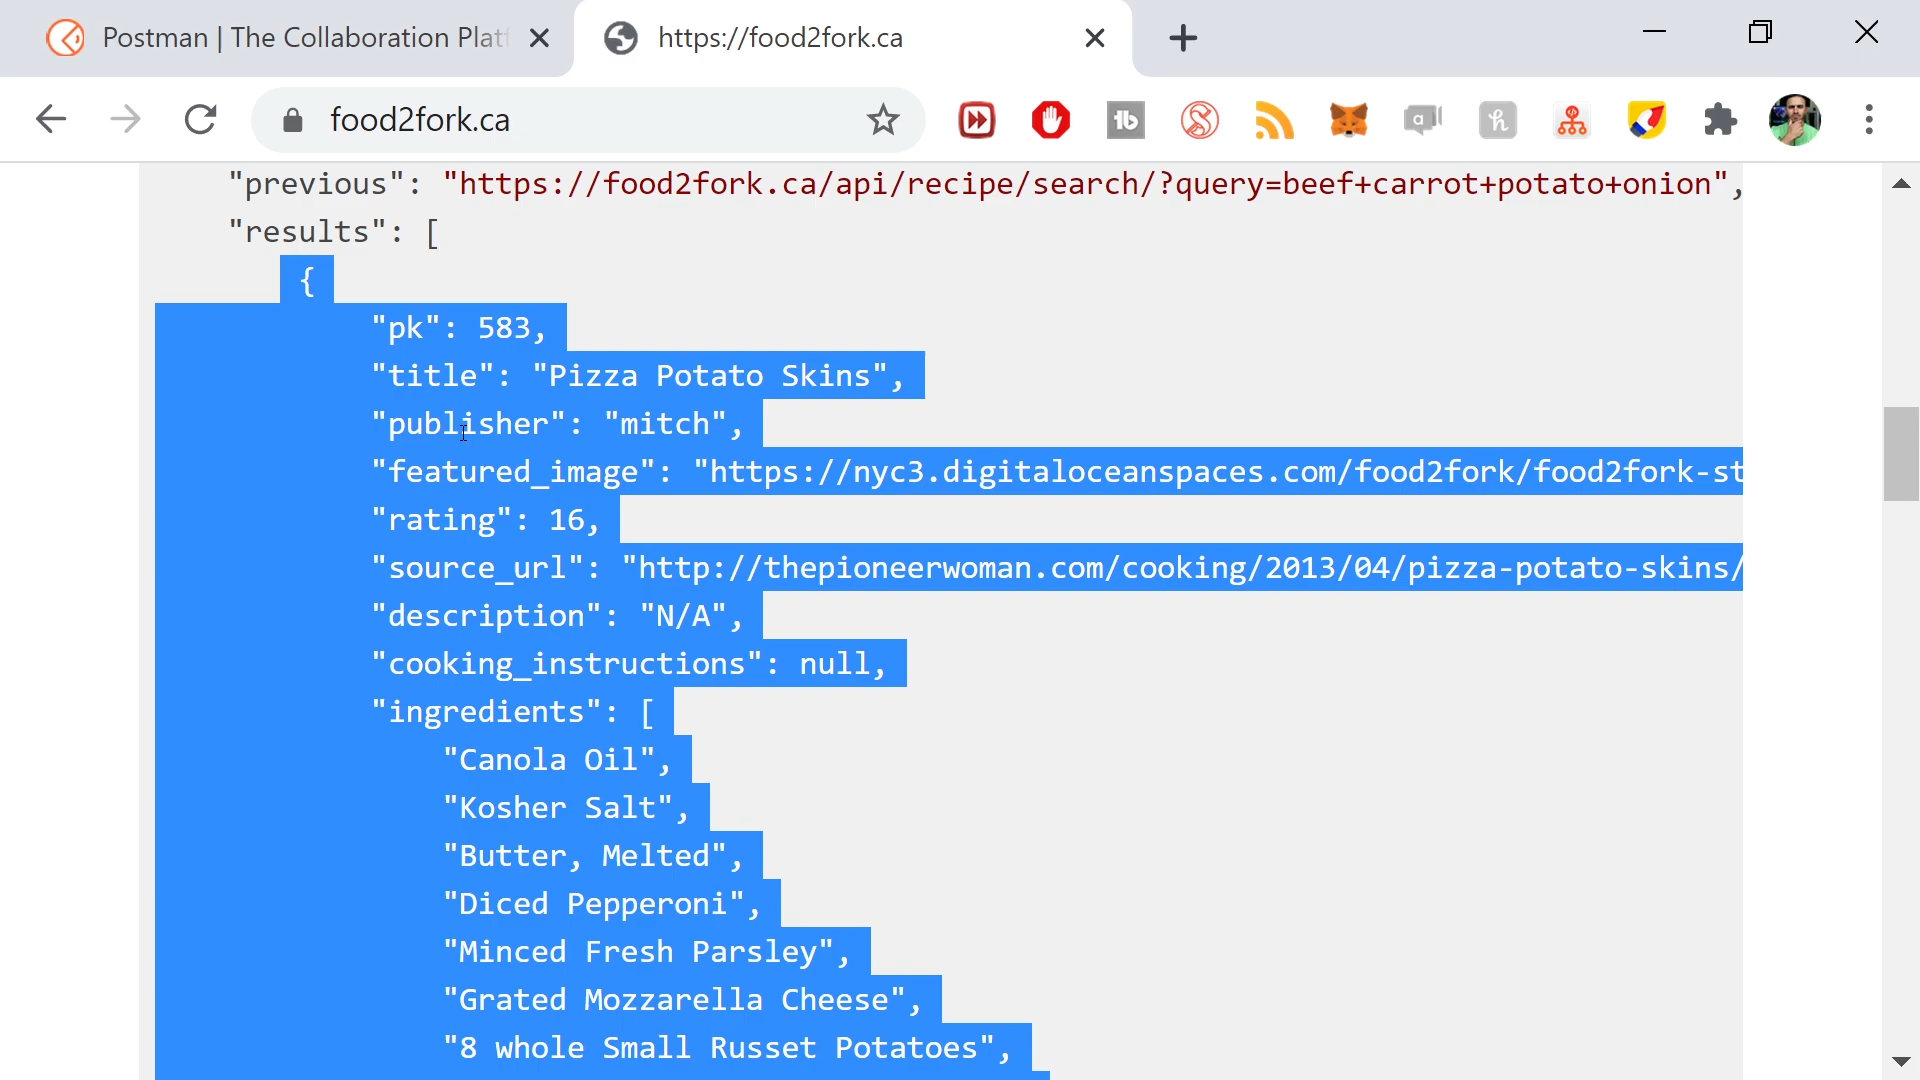 Postman | The Collaboration Platf
https://food2fork.ca
food2fork.ca
"previous": "https://food2fork.ca/api/recipe/search/?query=beef+carrot+potato+onion",
"results": [
{
"pk": 583,
"title": "Pizza Potato Skins",
"publisher": "mitch",
"featured_image": "https://nyc3.digitaloceanspaces.com/food2fork/food2fork-st
"rating": 16,
"source_url": "http://thepioneerwoman.com/cooking/2013/04/pizza-potato-skins/
"description": "N/A",
"cooking_instructions": null,
"ingredients": [
"Canola Oil",
"Kosher Salt",
"Butter, Melted",
"Diced Pepperoni",
"Minced Fresh Parsley",
"Grated Mozzarella Cheese",
"8 whole Small Russet Potatoes",